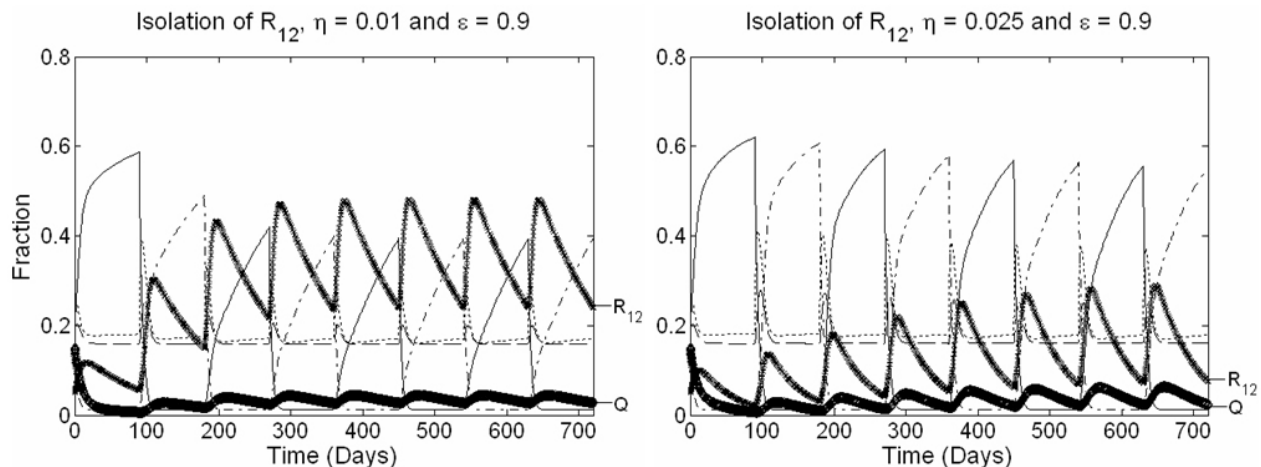 Isolation of R12, η = 0.01 and ε = 0.9
Fraction
0.8
0.6
0.4
0.2
0
R12
Q
0 100 200 300 400 500 600 700
Time (Days)
Isolation of R12, η = 0.025 and ε = 0.9
0.8
0.6
0.4
0.2
0
R12
Q
0 100 200 300 400 500 600 700
Time (Days)